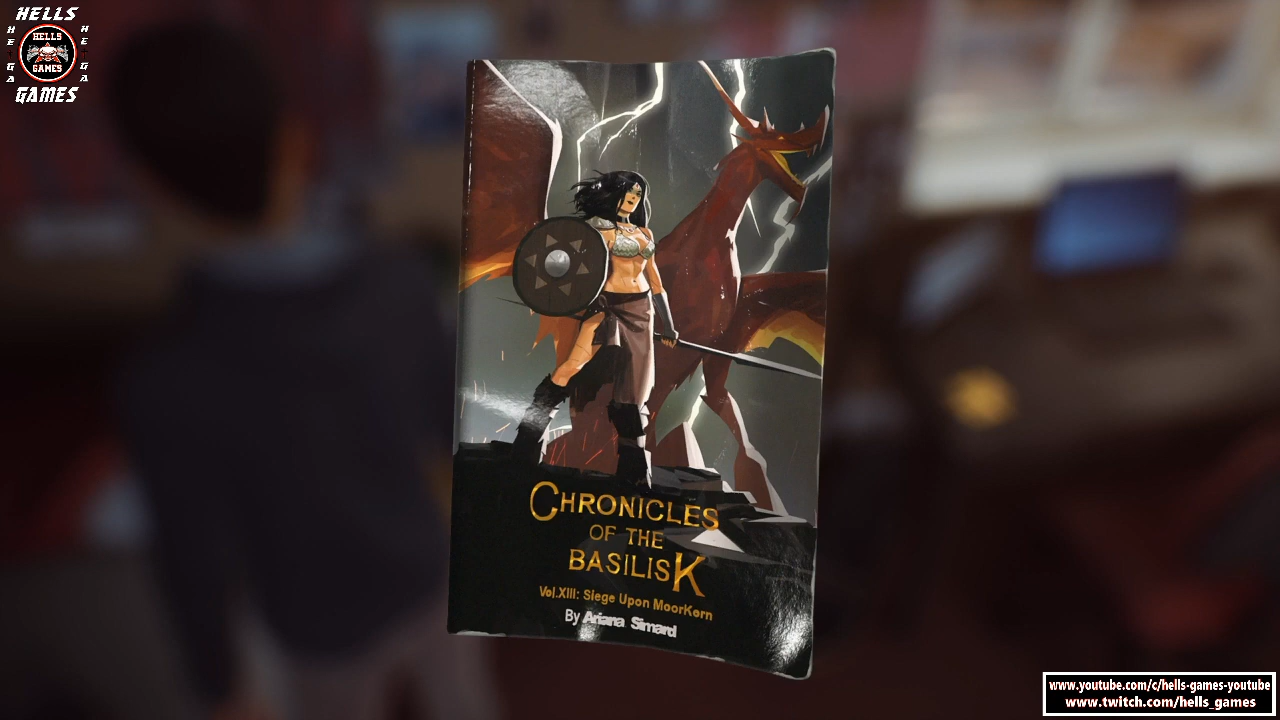 HELLS
HE
GA
HELLS
GAMES
HE
GA
GAMES
CHRONICLES
OF THE
BASILISK
Vol.XIII: Siege Upon MoorKern
By Ariana Simard
www.youtube.com/c/hells-games-youtube
www.twitch.com/hells_games